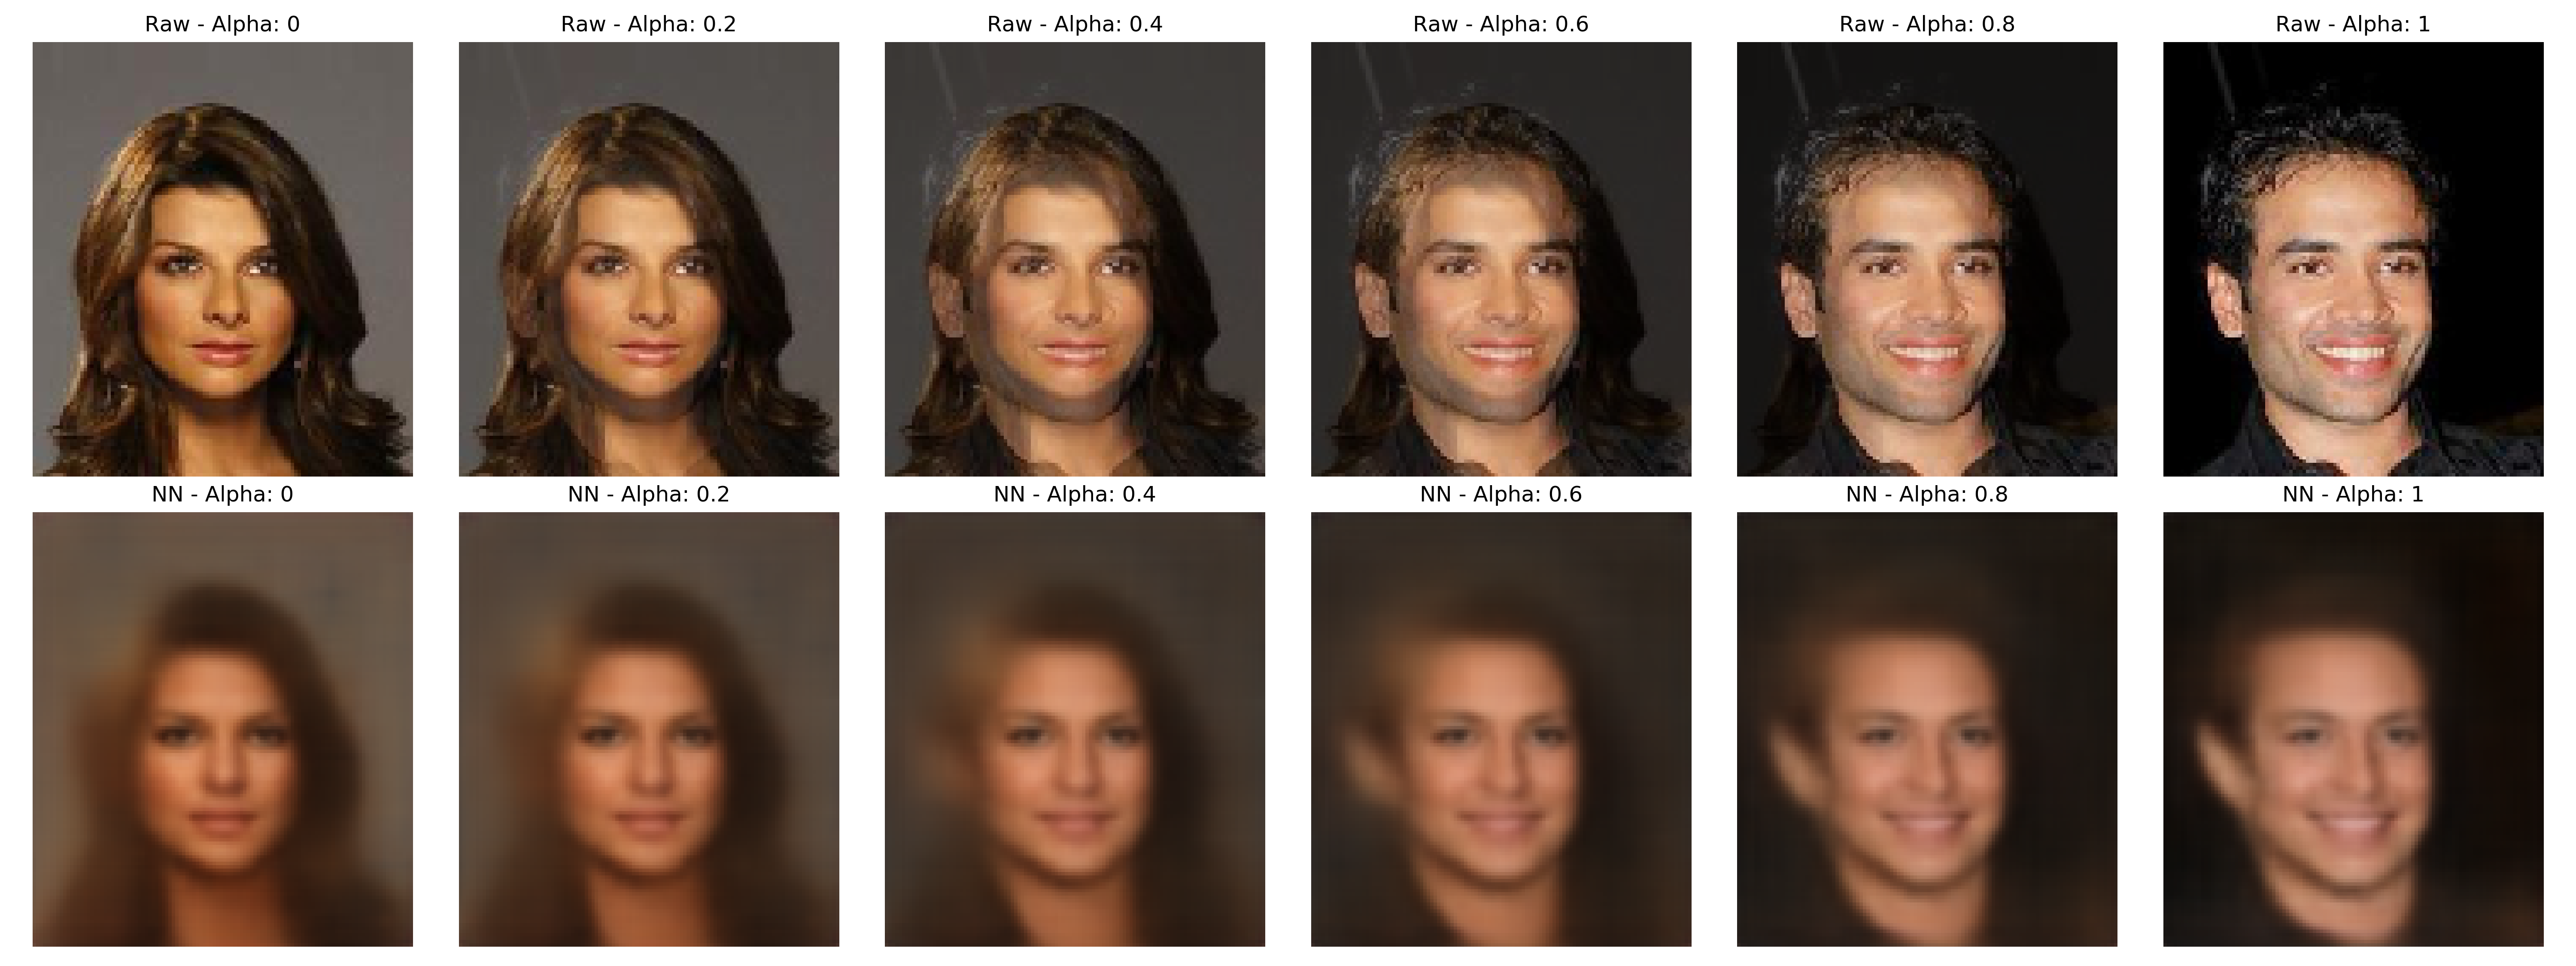 Raw - Alpha: 0
Raw - Alpha: 0.2
Raw - Alpha: 0.4
Raw - Alpha: 0.6
Raw - Alpha: 0.8
Raw - Alpha: 1
NN - Alpha: 0
NN - Alpha: 0.2
NN - Alpha: 0.4
NN - Alpha: 0.6
NN - Alpha: 0.8
NN - Alpha: 1